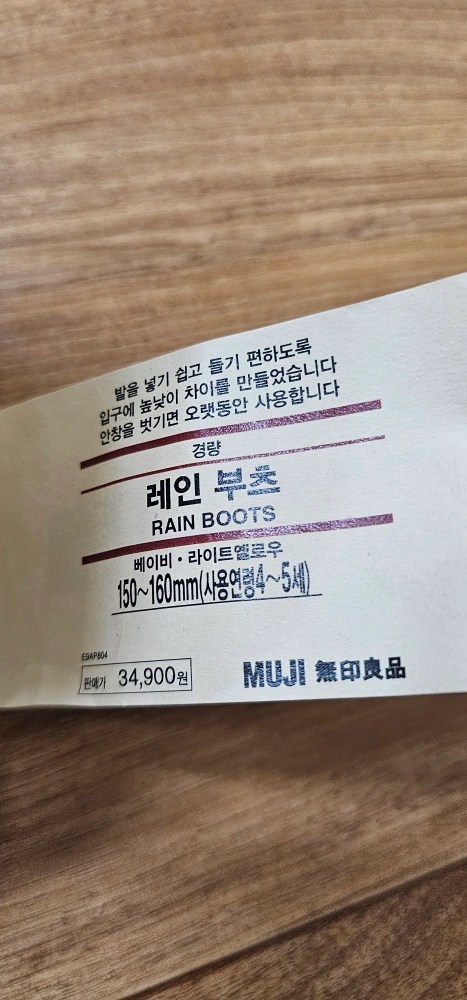 발을 넣기 쉽고 들기 편하도록
입구에 높낮이 차이를 만들었습니다
안창을 벗기면 오랫동안 사용합니다
경량
레인 부츠
RAIN BOOTS
베이비・라이트옐로우
150~160mm(사용연령4~5세)
EGAP804
판매가 34,900원
MUJI 無印良品